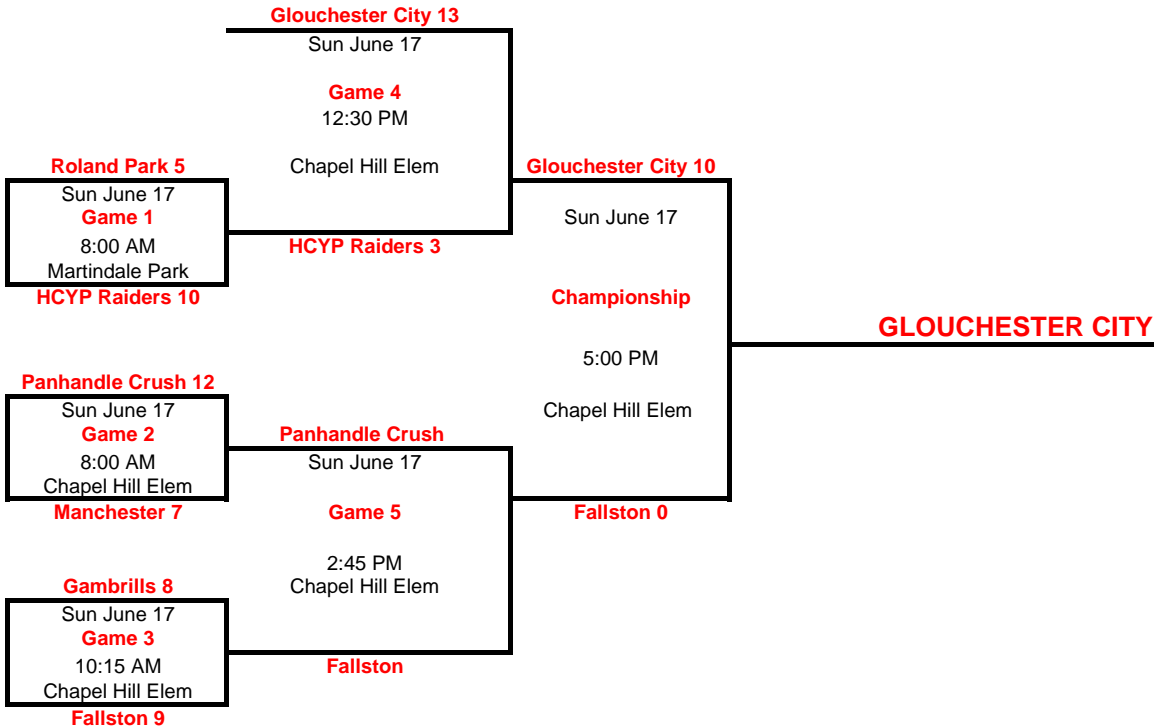 Glouchester City 13
Sun June 17
Game 4
12:30 PM
Chapel Hill Elem
Roland Park 5
Sun June 17
Game 1
8:00 AM
Martindale Park
HCYP Raiders 10
HCYP Raiders 3
Glouchester City 10
Sun June 17
Championship
5:00 PM
Chapel Hill Elem
GLOUCHESTER CITY
Panhandle Crush 12
Sun June 17
Game 2
8:00 AM
Chapel Hill Elem
Manchester 7
Panhandle Crush
Sun June 17
Game 5
2:45 PM
Chapel Hill Elem
Fallston 0
Gambrills 8
Sun June 17
Game 3
10:15 AM
Chapel Hill Elem
Fallston 9
Fallston